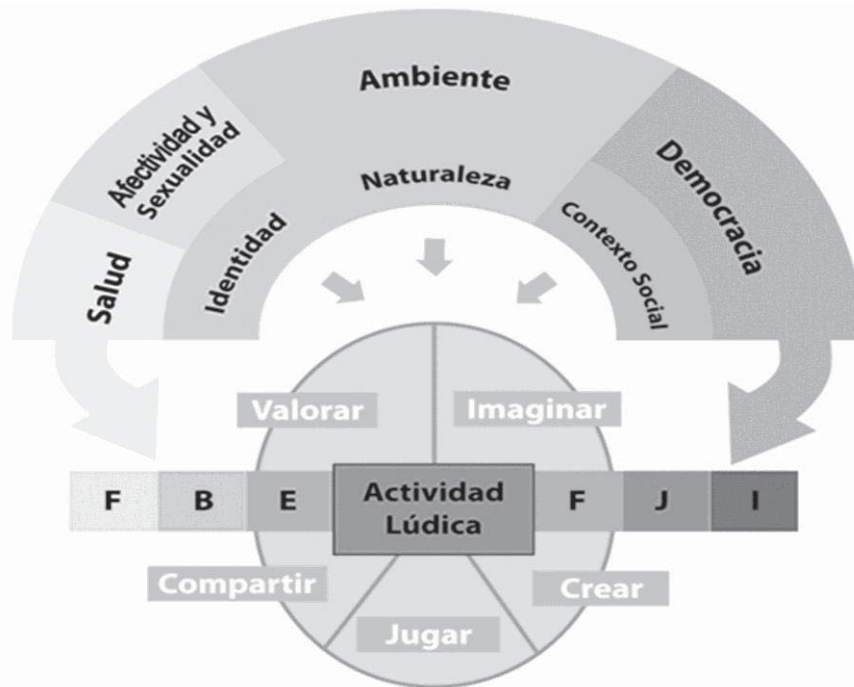 Ambiente
Afectividad y
Sexualidad
Democracia
Salud
Naturaleza
Identidad
Contexto Social
Valorar
Imaginar
F
B
E
Actividad
Lúdica
F
J
I
Compartir
Crear
Jugar